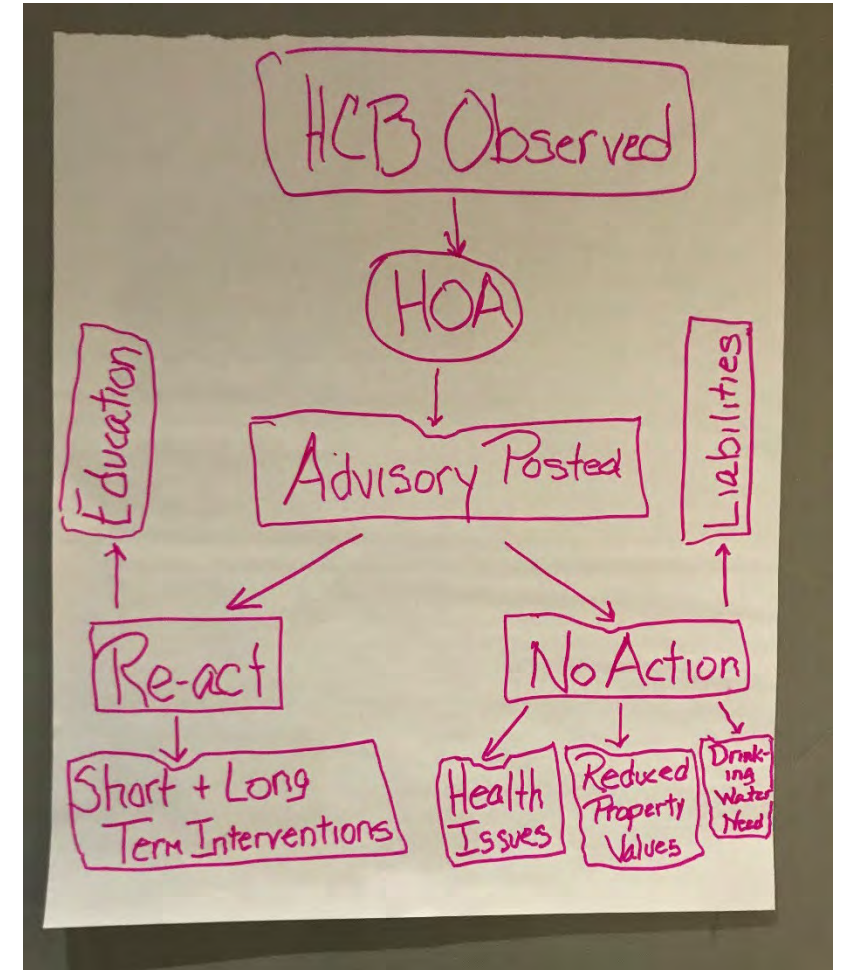 HCB Observed
HOA
Education
Liabilities
Advisory Posted
Re-act
No Action
Short + Long
Term Interventions
Health
Issues
Reduced
Property
Values
Drink-
ing
Water
Need